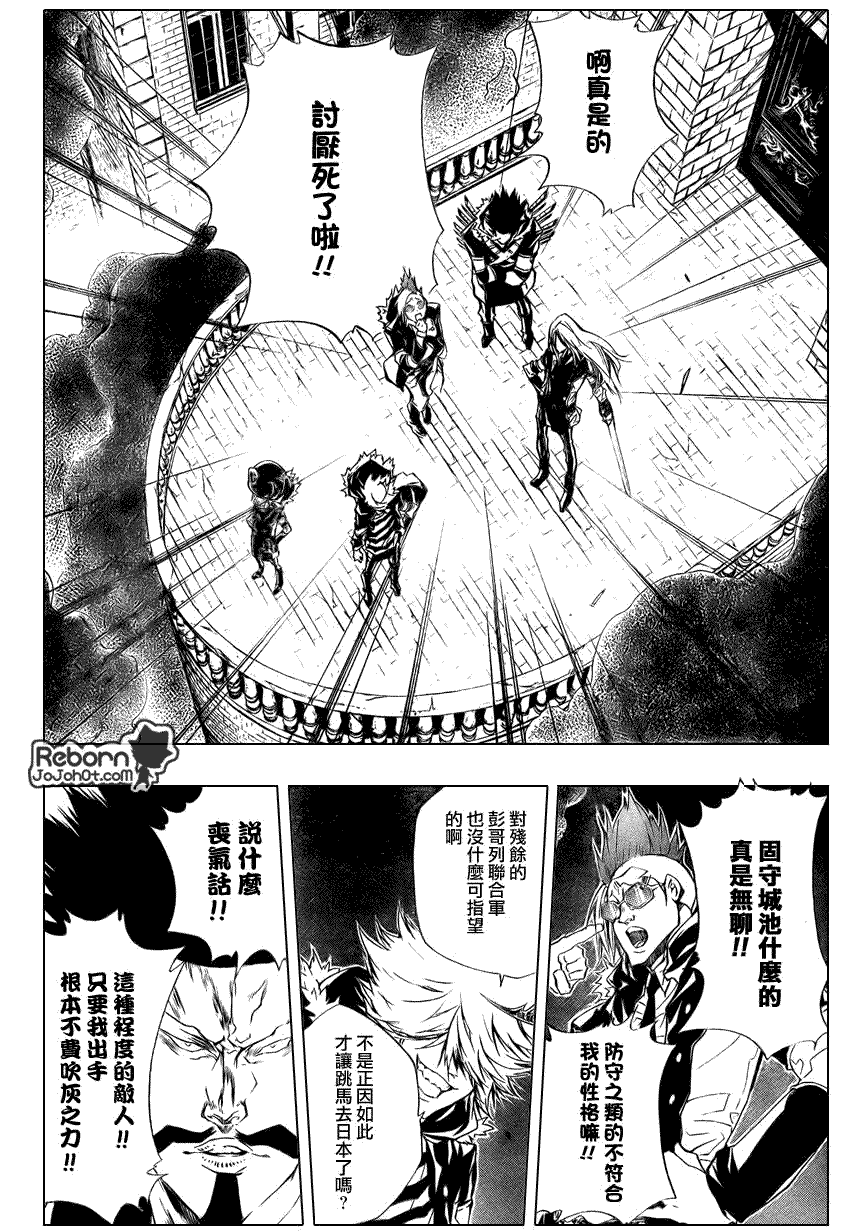 啊真是的
討厭死了啦!!
Reborn
JoJoHOt.com
固守城池什麼的
真是無聊!!
防守之類的不符合
我的性格嘛!!
對殘餘的
彭哥列聯合軍
也沒什麼可指望
的啊
不是正因如此
才讓跳馬去日本了嗎?
說什麼
喪氣話!!
這種程度的敵人!!
只要我出手
根本不費吹灰之力!!